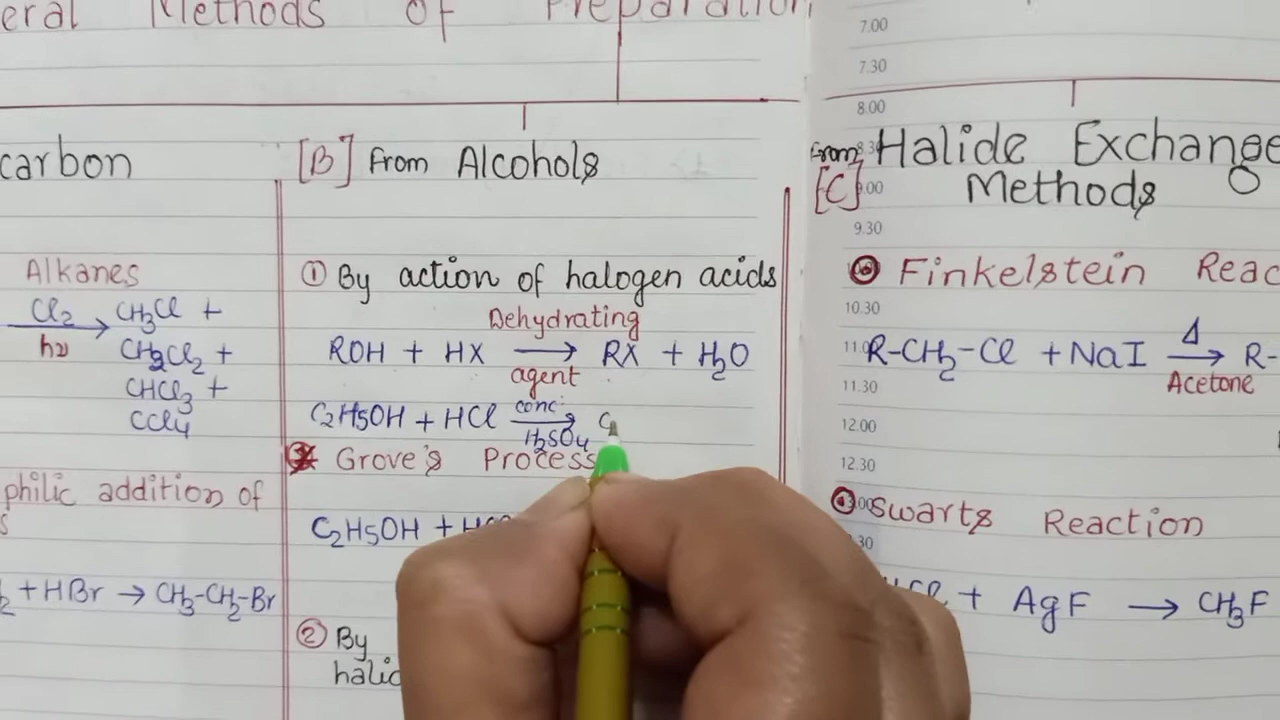 eral Methods of Preparation
7.00
7.30
8.00
carbon
[B] From Alcohols
From Halide Exchange
[C] Methods
9.00
9.30
Alkanes
Cl2 → CH3Cl +
hν
CH2Cl2 +
CHCl3 +
CCl4
① By action of halogen acids
Dehydrating
ROH + HX → RX + H2O
agent
C2H5OH + HCl conc. → C
H2SO4
Grove's Process
C2H5OH +
② By
Finkelstein Reac
10.30
R-CH2-Cl + NaI Δ → R-
Acetone
11.30
12.00
12.30
Swarts Reaction
+ AgF → CH3F
philic addition of
s
+ HBr → CH3-CH2-Br